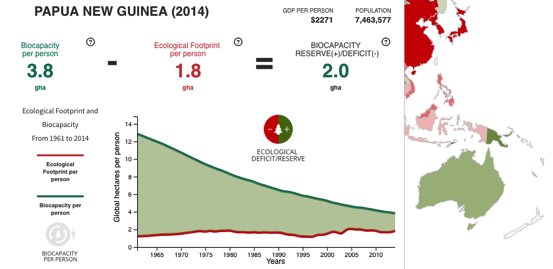 PAPUA NEW GUINEA (2014)
GDP PER PERSON
$2271
POPULATION
7,463,577
Biocapacity
per person
?
3.8
gha
-
Ecological Footprint
per person
?
1.8
gha
=
BIOCAPACITY
RESERVE(+)/DEFICIT(-)
?
2.0
gha
Ecological Footprint and
Biocapacity
From 1961 to 2014
Ecological
Footprint per
person
Biocapacity per
person
BIOCAPACITY
PER PERSON
- +
ECOLOGICAL
DEFICIT/RESERVE
Global hectares per person
14
12
10
8
6
4
2
0
1965 1970 1975 1980 1985 1990 1995 2000 2005 2010
Years